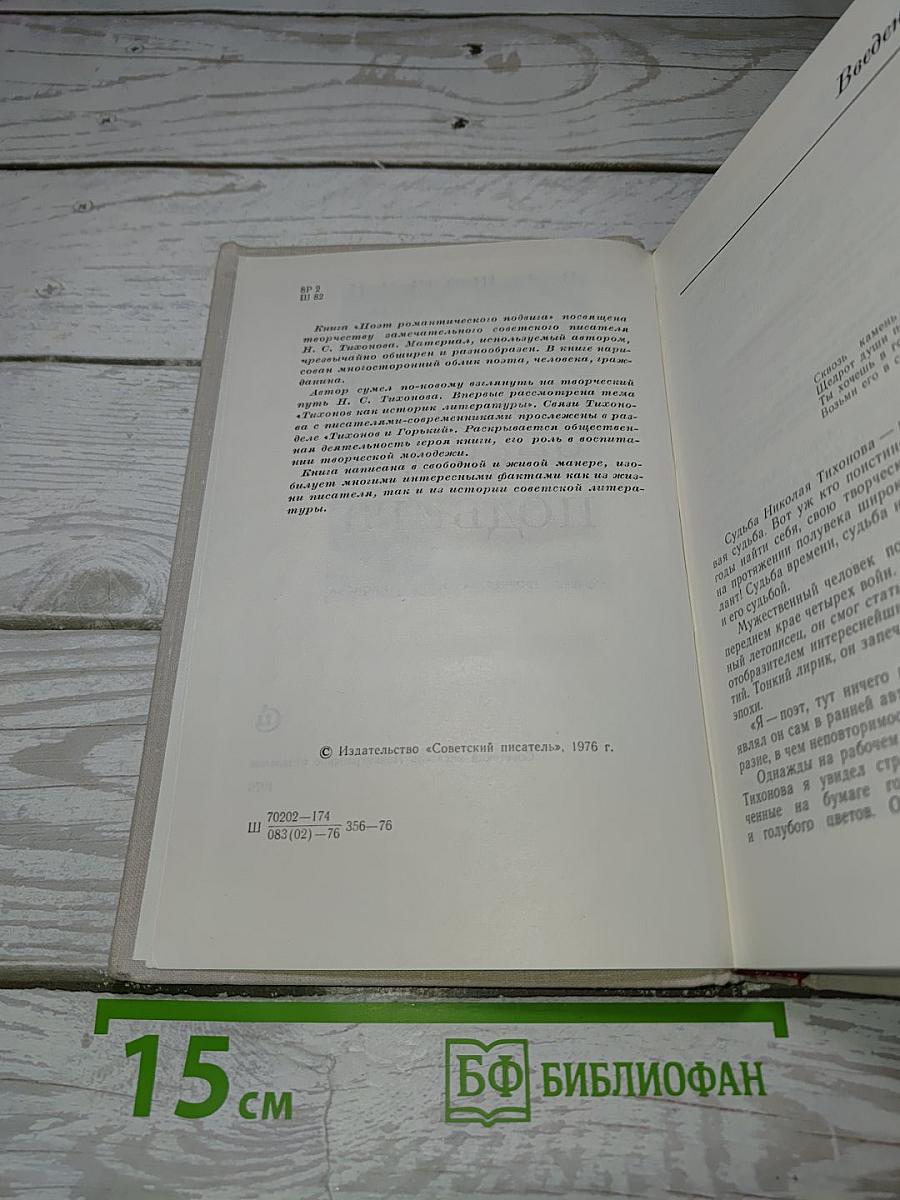 8Р 2
Ш 82
Книга «Поэт романтического подвига» посвящена
творчеству замечательного советского писателя
Н. С. Тихонова. Материал, используемый автором,
чрезвычайно обширен и разнообразен. В книге нари-
сован многосторонний облик поэта, человека, граж-
данина.
Автор сумел по-новому взглянуть на творческий
путь Н. С. Тихонова. Впервые рассмотрена тема
«Тихонов как историк литературы». Связи Тихоно-
ва с писателями-современниками прослежены в раз-
деле «Тихонов и Горький». Раскрывается обществен-
ная деятельность героя книги, его роль в воспита-
нии творческой молодежи.
Книга написана в свободной и живой манере, изо-
билует многими интересными фактами как из жиз-
ни писателя, так и из истории советской литера-
туры.
© Издательство «Советский писатель», 1976 г.
Ш 70202—174
083(02)—76 356—76
Введен
Сквозь камень
Щедрот души
Ты хочешь в г
Возьми его в
Судьба Николая Тихонова —
вая судьба. Вот уж кто поистин
годы найти себя, свою творческ
на протяжении полувека широк
лант! Судьба времени, судьба и
и его судьбой.
Мужественный человек по
переднем крае четырех войн.
ный летописец, он смог стат
отобразителем интереснейши
тий. Тонкий лирик, он запеч
эпохи.
«Я — поэт, тут ничего
являл он сам в ранней ав
разие, в чем неповторимос
Однажды на рабочем
Тихонова я увидел стр
ченные на бумаге го
и голубого цветов. О
15 см
БФ БИБЛИОФАН